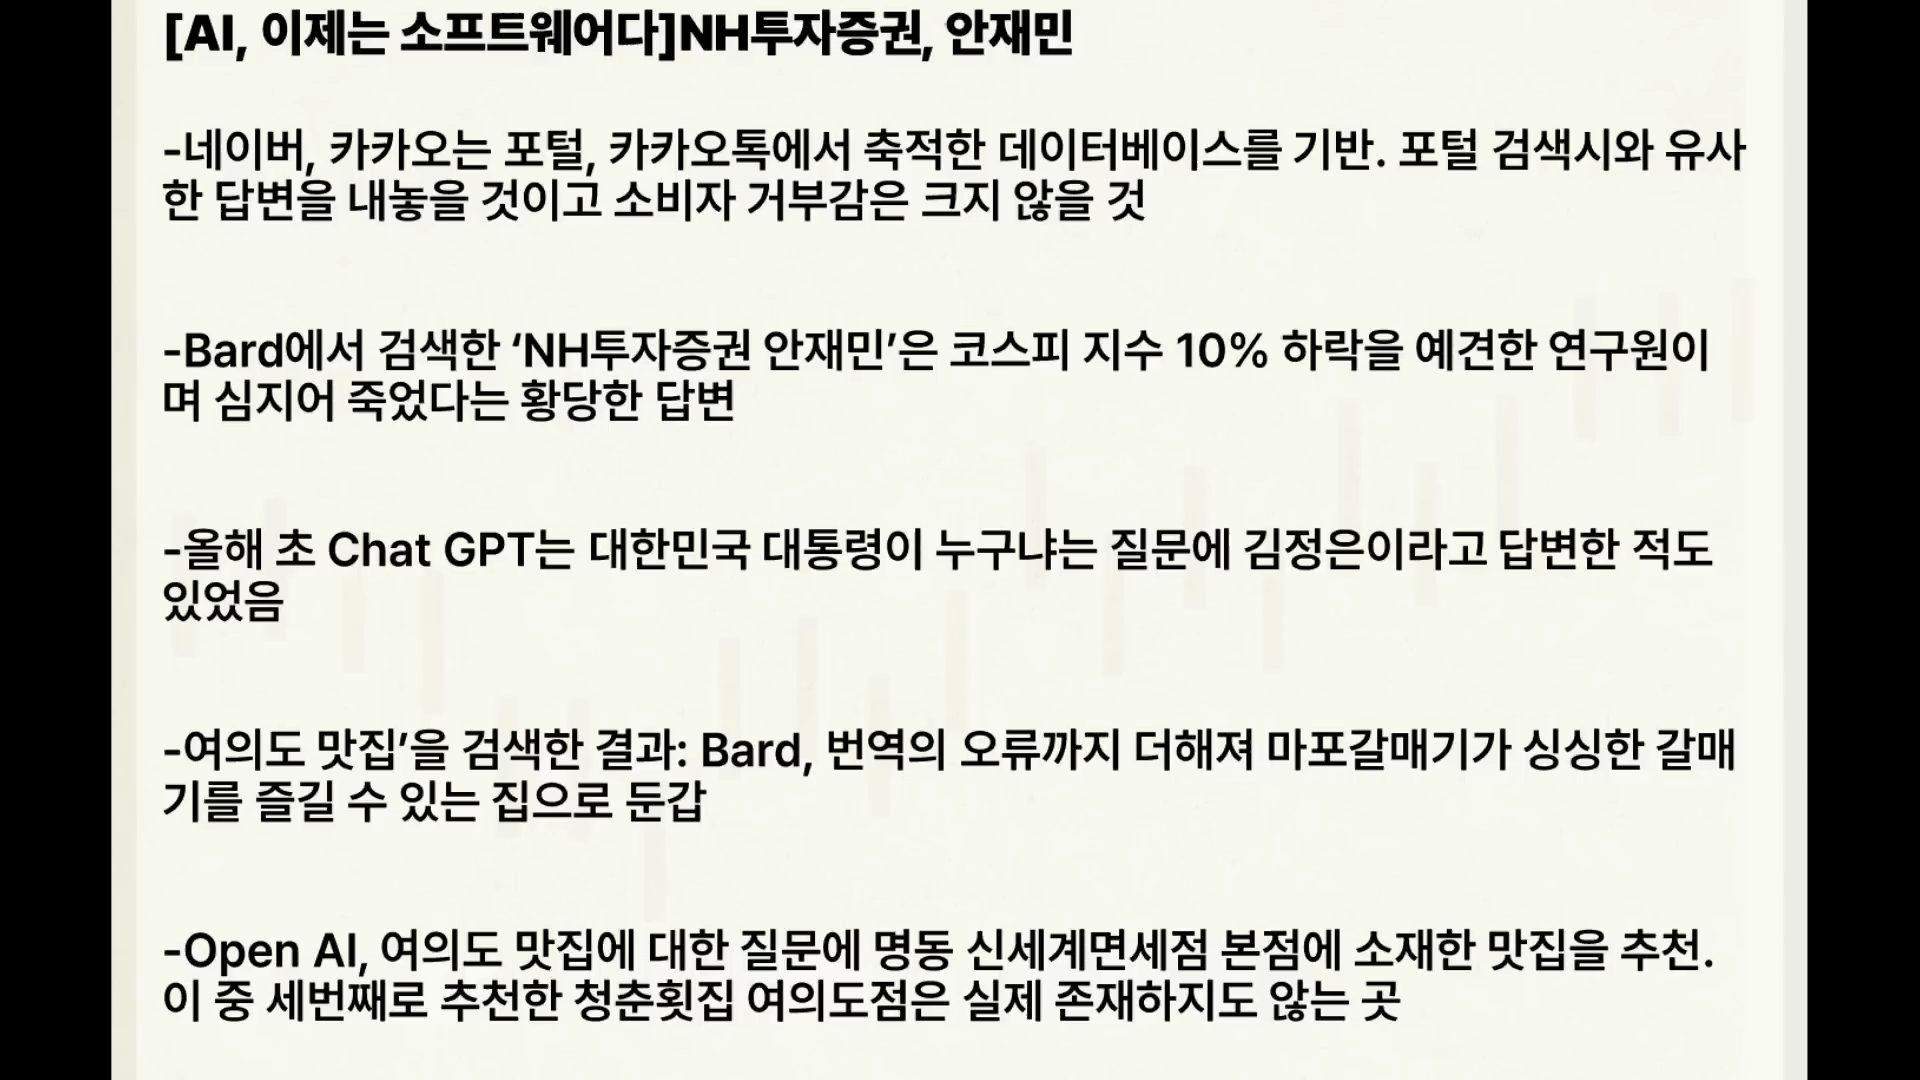 [AI, 이제는 소프트웨어다]NH투자증권, 안재민
-네이버, 카카오는 포털, 카카오톡에서 축적한 데이터베이스를 기반. 포털 검색시와 유사
한 답변을 내놓을 것이고 소비자 거부감은 크지 않을 것
-Bard에서 검색한 ‘NH투자증권 안재민’은 코스피 지수 10% 하락을 예견한 연구원이
며 심지어 죽었다는 황당한 답변
-올해 초 Chat GPT는 대한민국 대통령이 누구냐는 질문에 김정은이라고 답변한 적도
있었음
-여의도 맛집’을 검색한 결과: Bard, 번역의 오류까지 더해져 마포갈매기가 싱싱한 갈매
기를 즐길 수 있는 집으로 둔갑
-Open AI, 여의도 맛집에 대한 질문에 명동 신세계면세점 본점에 소재한 맛집을 추천.
이 중 세번째로 추천한 청춘횟집 여의도점은 실제 존재하지도 않는 곳